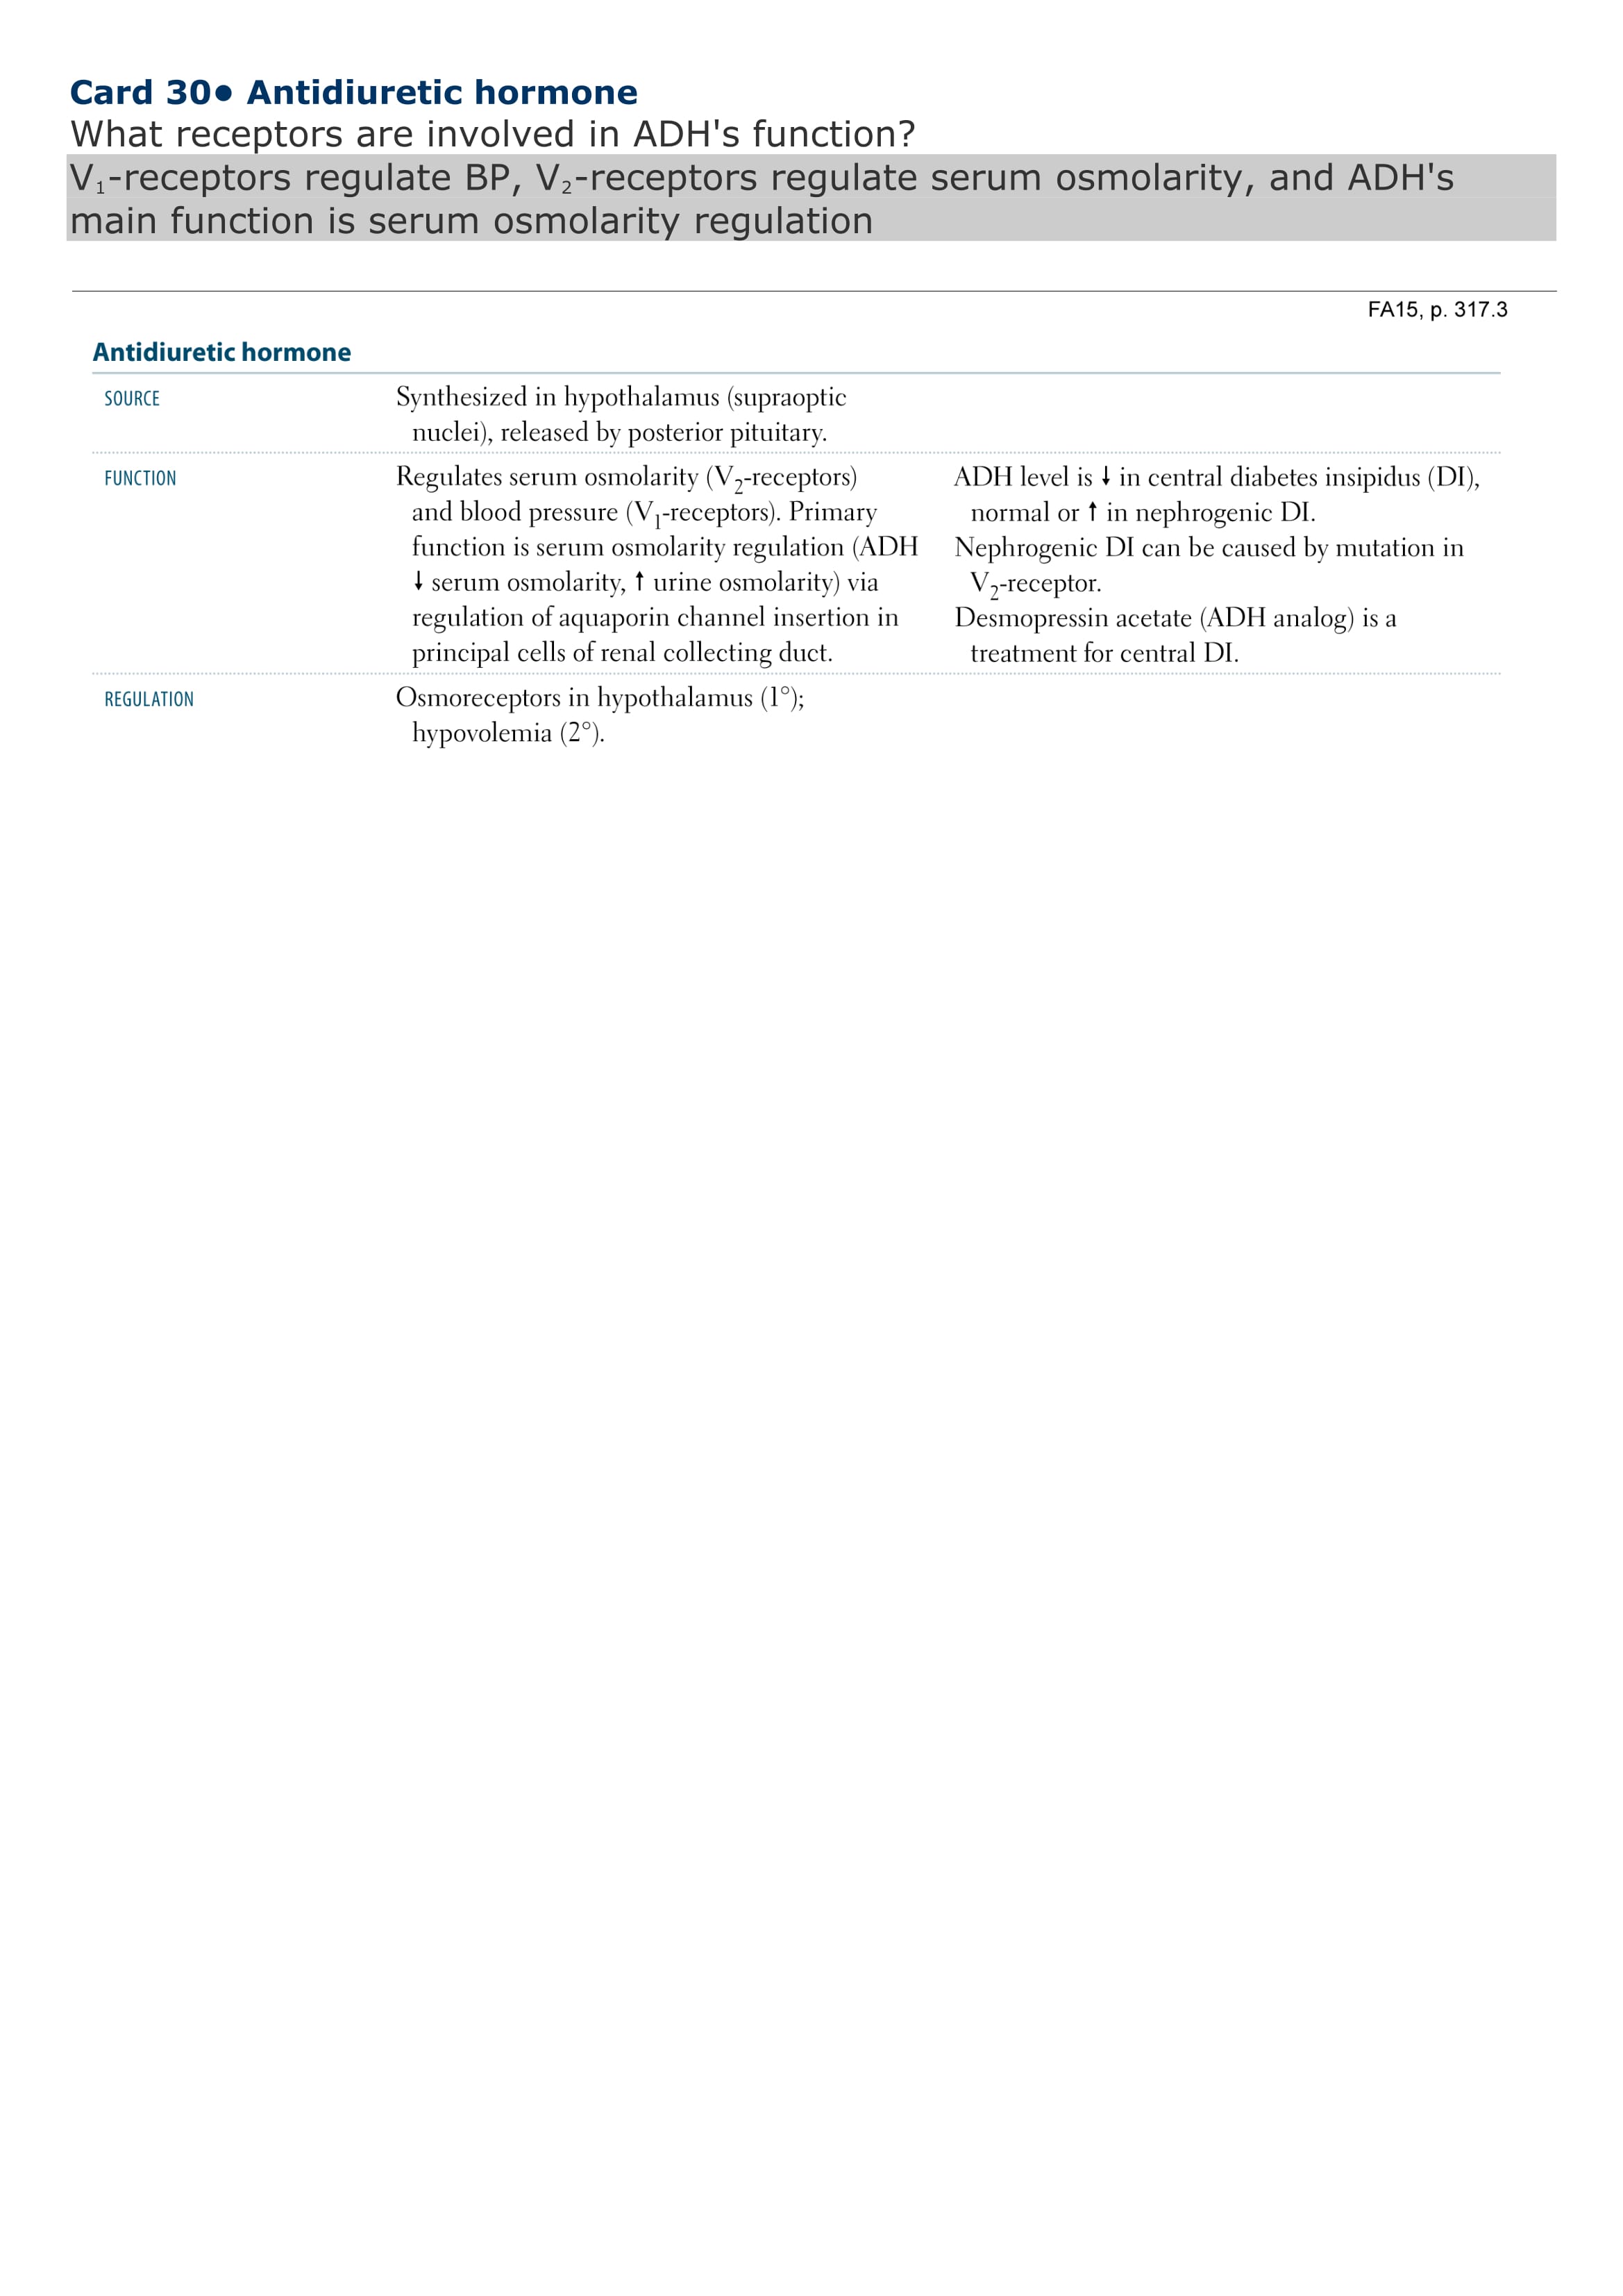 Card 30● Antidiuretic hormone
What receptors are involved in ADH's function?
V₁-receptors regulate BP, V₂-receptors regulate serum osmolarity, and ADH's
main function is serum osmolarity regulation
FA15, p. 317.3
Antidiuretic hormone
SOURCE
Synthesized in hypothalamus (supraoptic
nuclei), released by posterior pituitary.
FUNCTION
Regulates serum osmolarity (V₂-receptors)
and blood pressure (V₁-receptors). Primary
function is serum osmolarity regulation (ADH
↓ serum osmolarity, ↑ urine osmolarity) via
regulation of aquaporin channel insertion in
principal cells of renal collecting duct.
ADH level is ↓ in central diabetes insipidus (DI),
normal or ↑ in nephrogenic DI.
Nephrogenic DI can be caused by mutation in
V₂-receptor.
Desmopressin acetate (ADH analog) is a
treatment for central DI.
REGULATION
Osmoreceptors in hypothalamus (1°);
hypovolemia (2°).